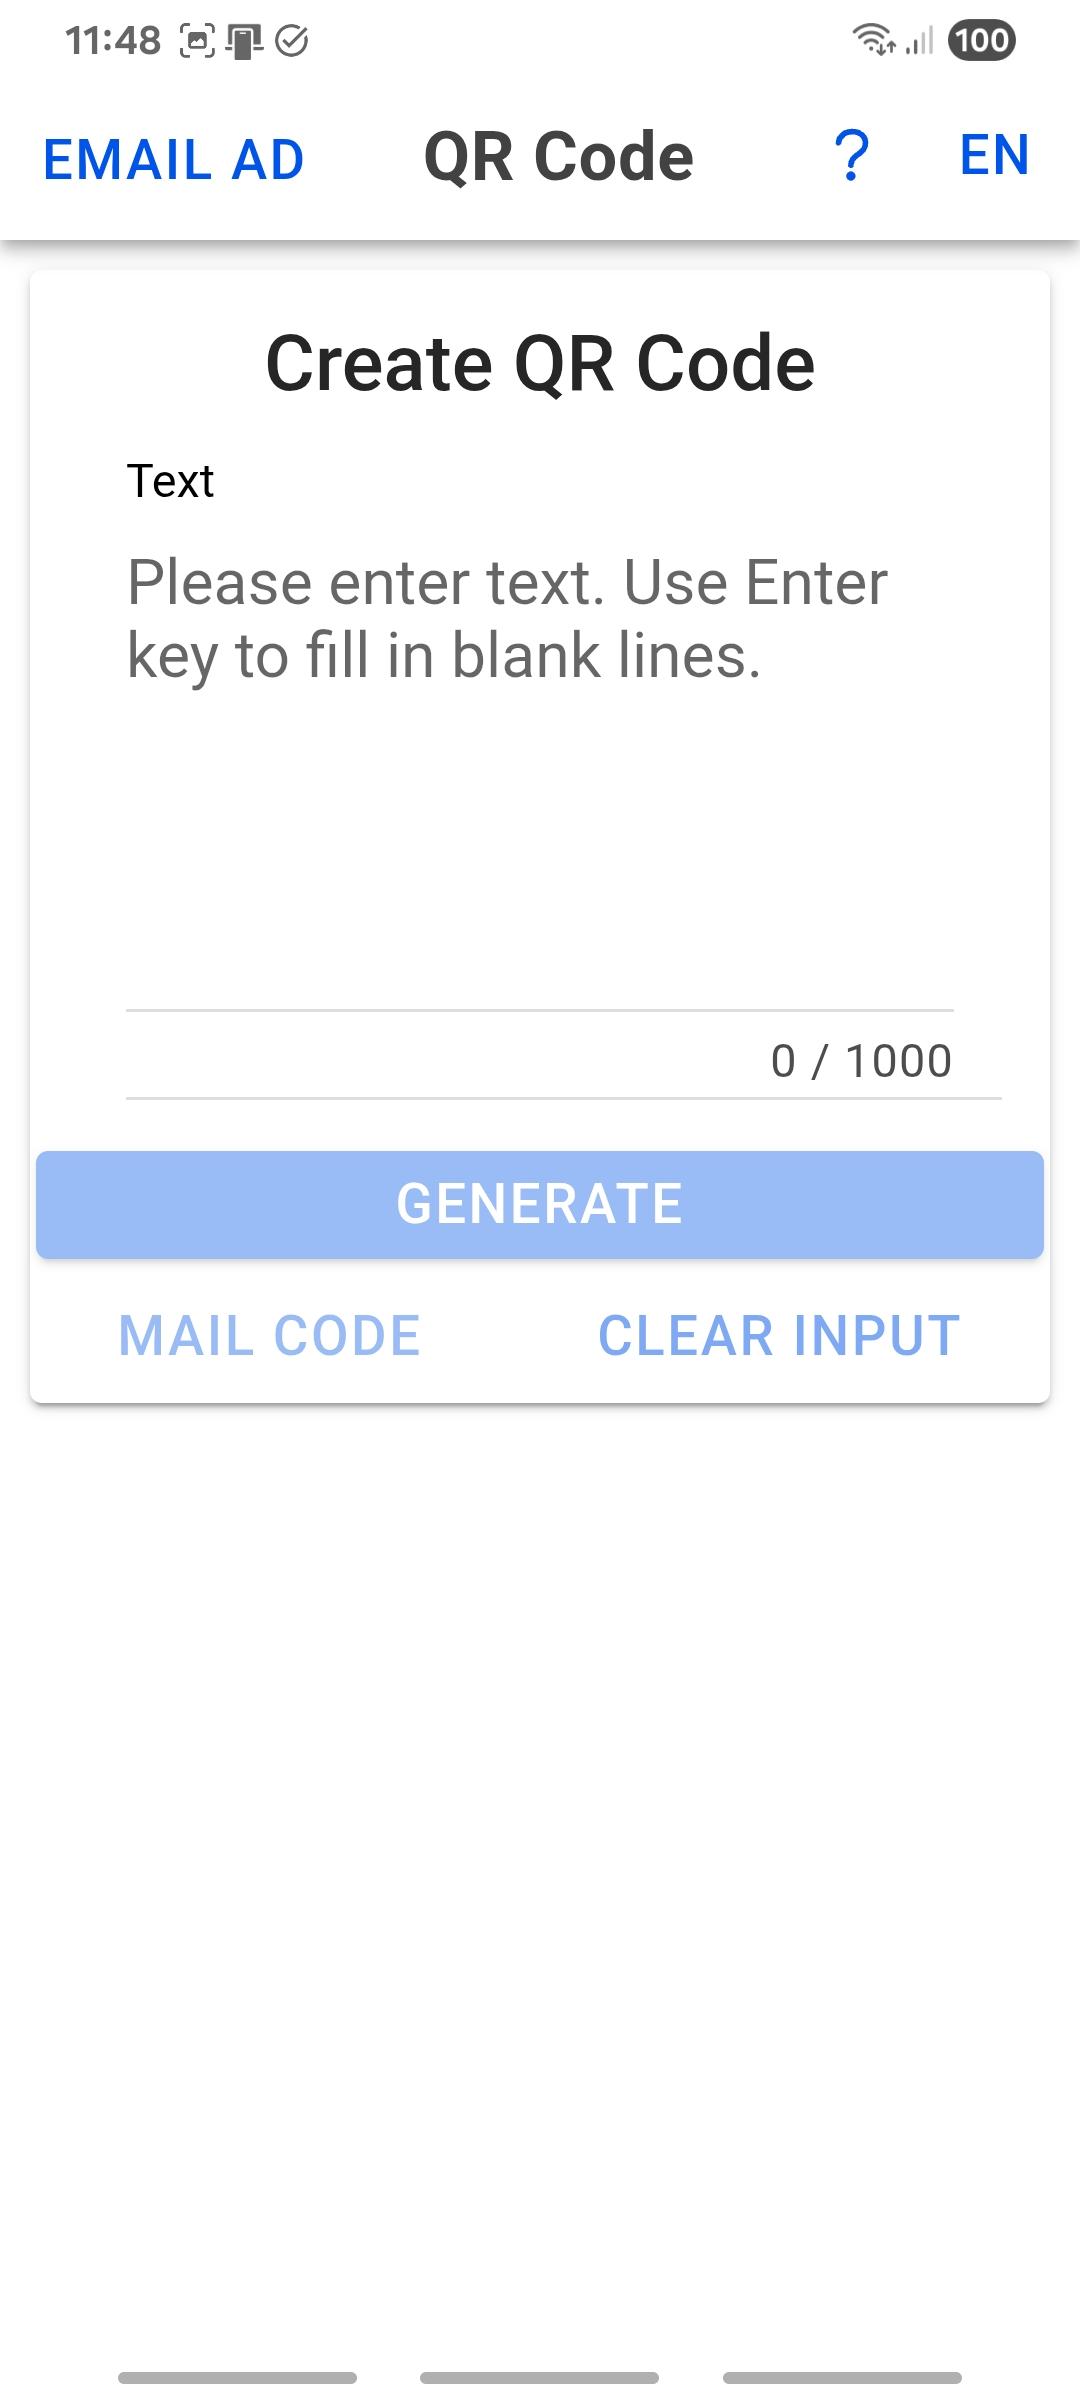 11:48
100
EMAIL AD
QR Code
?
EN
Create QR Code
Text
Please enter text. Use Enter
key to fill in blank lines.
0 / 1000
GENERATE
MAIL CODE
CLEAR INPUT